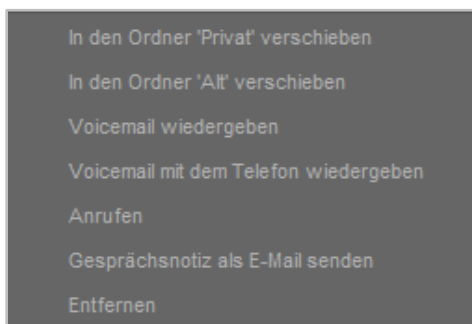 In den Ordner 'Privat' verschieben
In den Ordner 'Alt' verschieben
Voicemail wiedergeben
Voicemail mit dem Telefon wiedergeben
Anrufen
Gesprächsnotiz als E-Mail senden
Entfernen